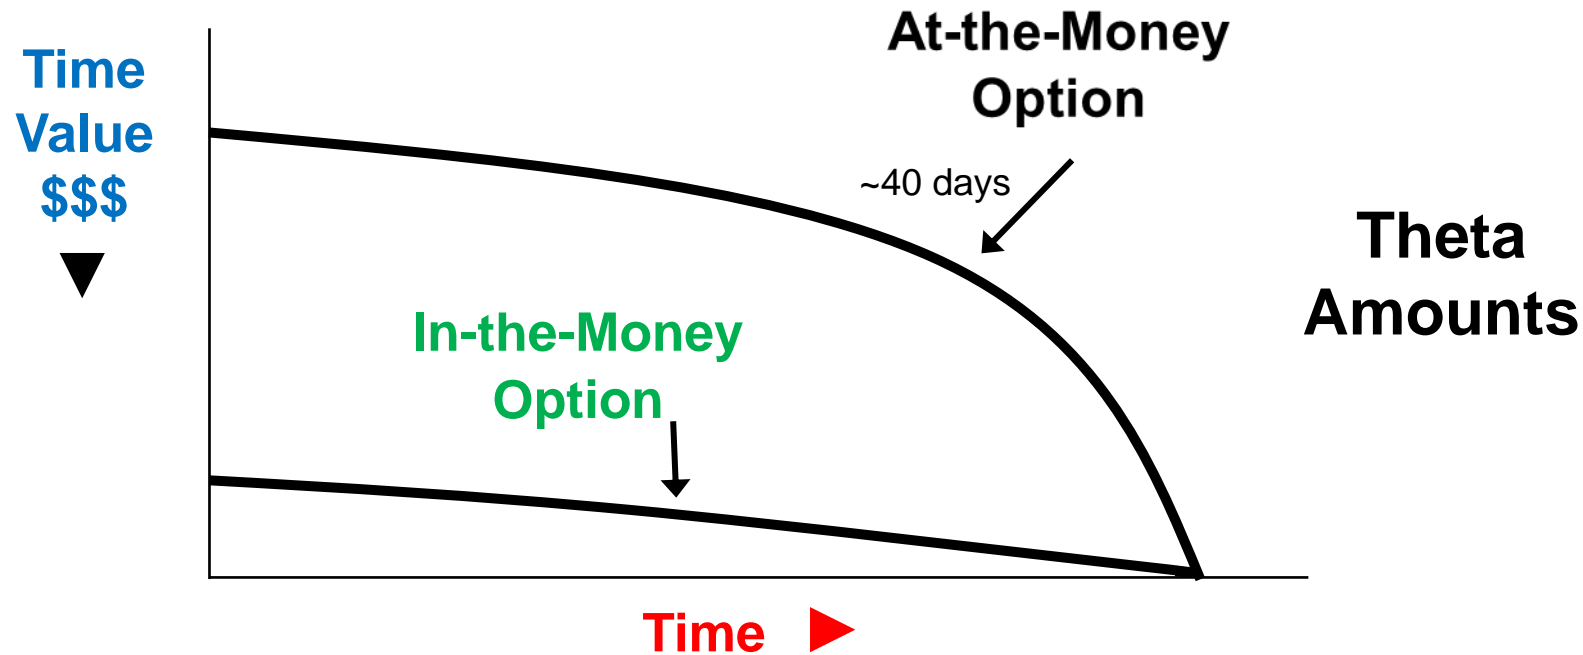 At-the-Money
Option
Time
Value
$$$
~40 days
Theta
Amounts
In-the-Money
Option
Time